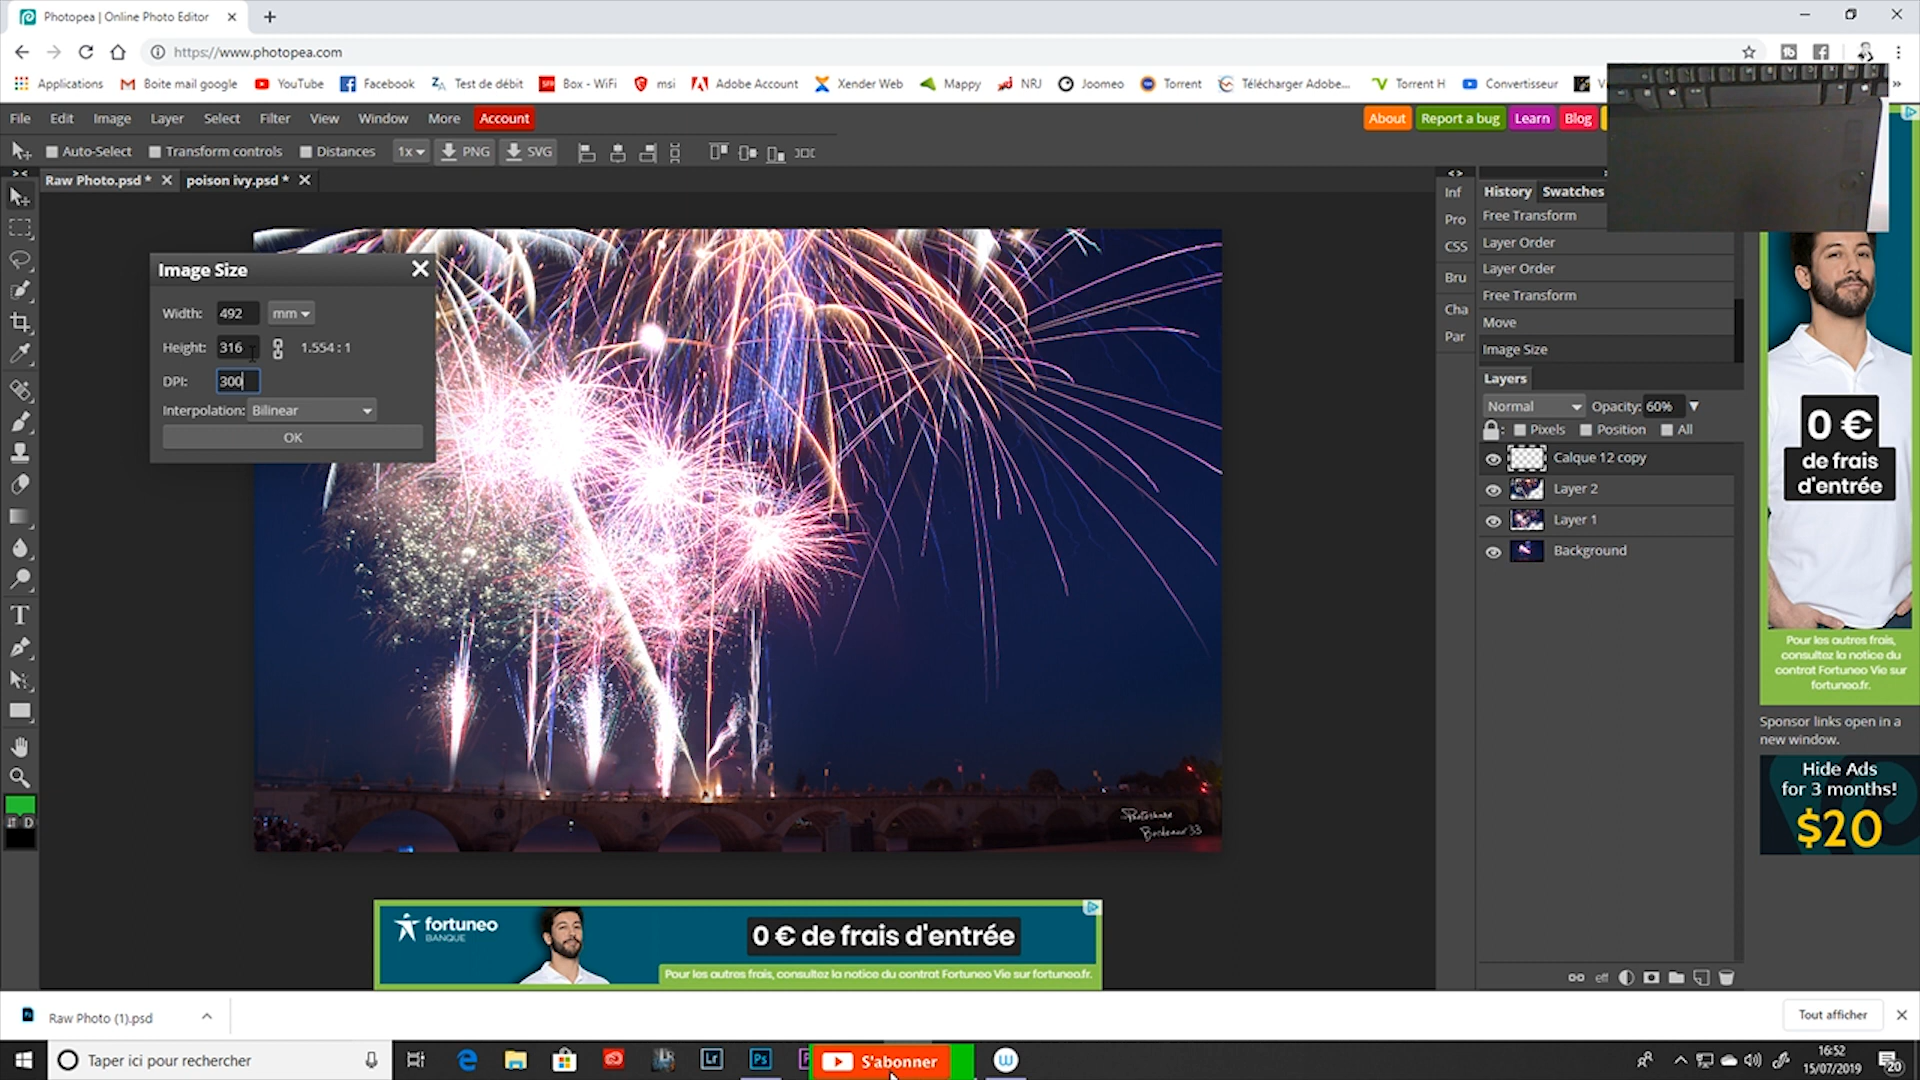 Photopea | Online Photo Editor
https://www.photopea.com
Applications
Boite mail google
YouTube
Facebook
Test de débit
Box - WiFi
msi
Adobe Account
Xender Web
Mappy
NRJ
Joomeo
Torrent
Télécharger Adobe...
Torrent H
Convertisseur
File Edit Image Layer Select Filter View Window More Account
About Report a bug Learn Blog
Auto-Select Transform controls Distances 1x PNG SVG
Raw Photo.psd * poison ivy.psd *
Image Size
Width: 492 mm
Height: 316 1.554 : 1
DPI: 300
Interpolation: Bilinear
OK
Inf
Pro
CSS
Bru
Cha
Par
History Swatches
Free Transform
Layer Order
Layer Order
Free Transform
Move
Image Size
Layers
Normal Opacity: 60%
Pixels Position All
Calque 12 copy
Layer 2
Layer 1
Background
eff
0 €
de frais
d'entrée
Pour les autres frais,
consultez la notice du
contrat Fortuneo Vie sur
fortuneo.fr.
Sponsor links open in a
new window.
Hide Ads
for 3 months!
$20
Bordeaux 33
fortuneo
BANQUE
0 € de frais d'entrée
Pour les autres frais, consultez la notice du contrat Fortuneo Vie sur fortuneo.fr.
Raw Photo (1).psd
Tout afficher
Taper ici pour rechercher
Lr
Ps
S'abonner
16:52
15/07/2019
20